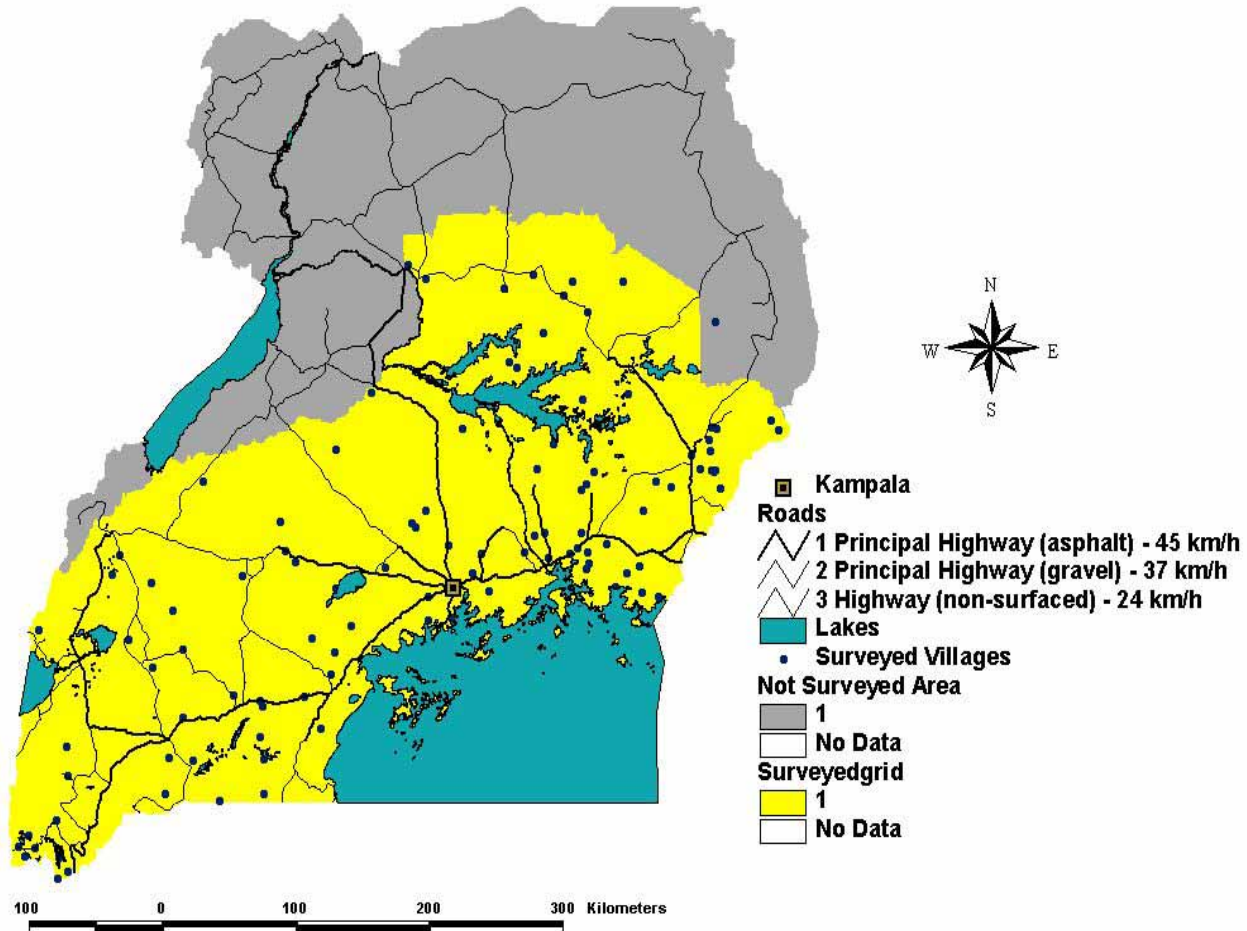 N
W E
S
Kampala
Roads
1 Principal Highway (asphalt) - 45 km/h
2 Principal Highway (gravel) - 37 km/h
3 Highway (non-surfaced) - 24 km/h
Lakes
Surveyed Villages
Not Surveyed Area
1
No Data
Surveyedgrid
1
No Data
100 0 100 200 300 Kilometers